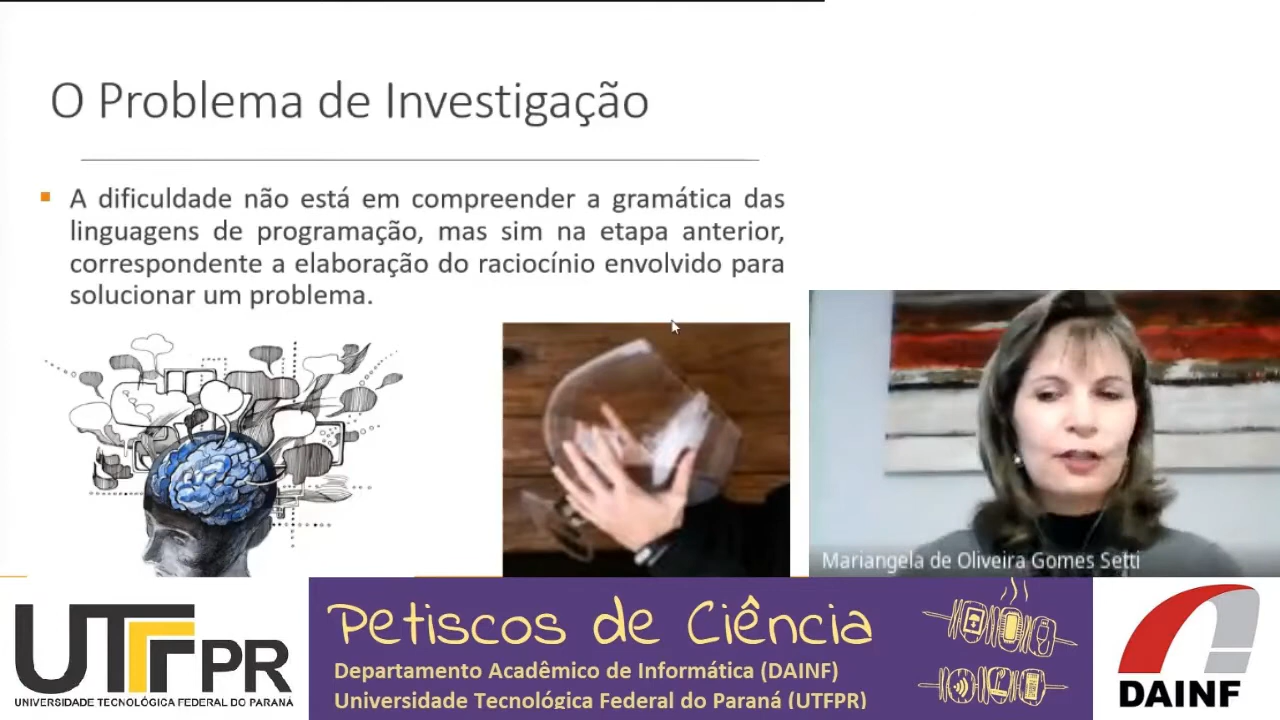 O Problema de Investigação
A dificuldade não está em compreender a gramática das
linguagens de programação, mas sim na etapa anterior,
correspondente a elaboração do raciocínio envolvido para
solucionar um problema.
Mariangela de Oliveira Gomes Setti
UTFPR
UNIVERSIDADE TECNOLÓGICA FEDERAL DO PARANÁ
Petiscos de Ciência
Departamento Acadêmico de Informática (DAINF)
Universidade Tecnológica Federal do Paraná (UTFPR)
DAINF